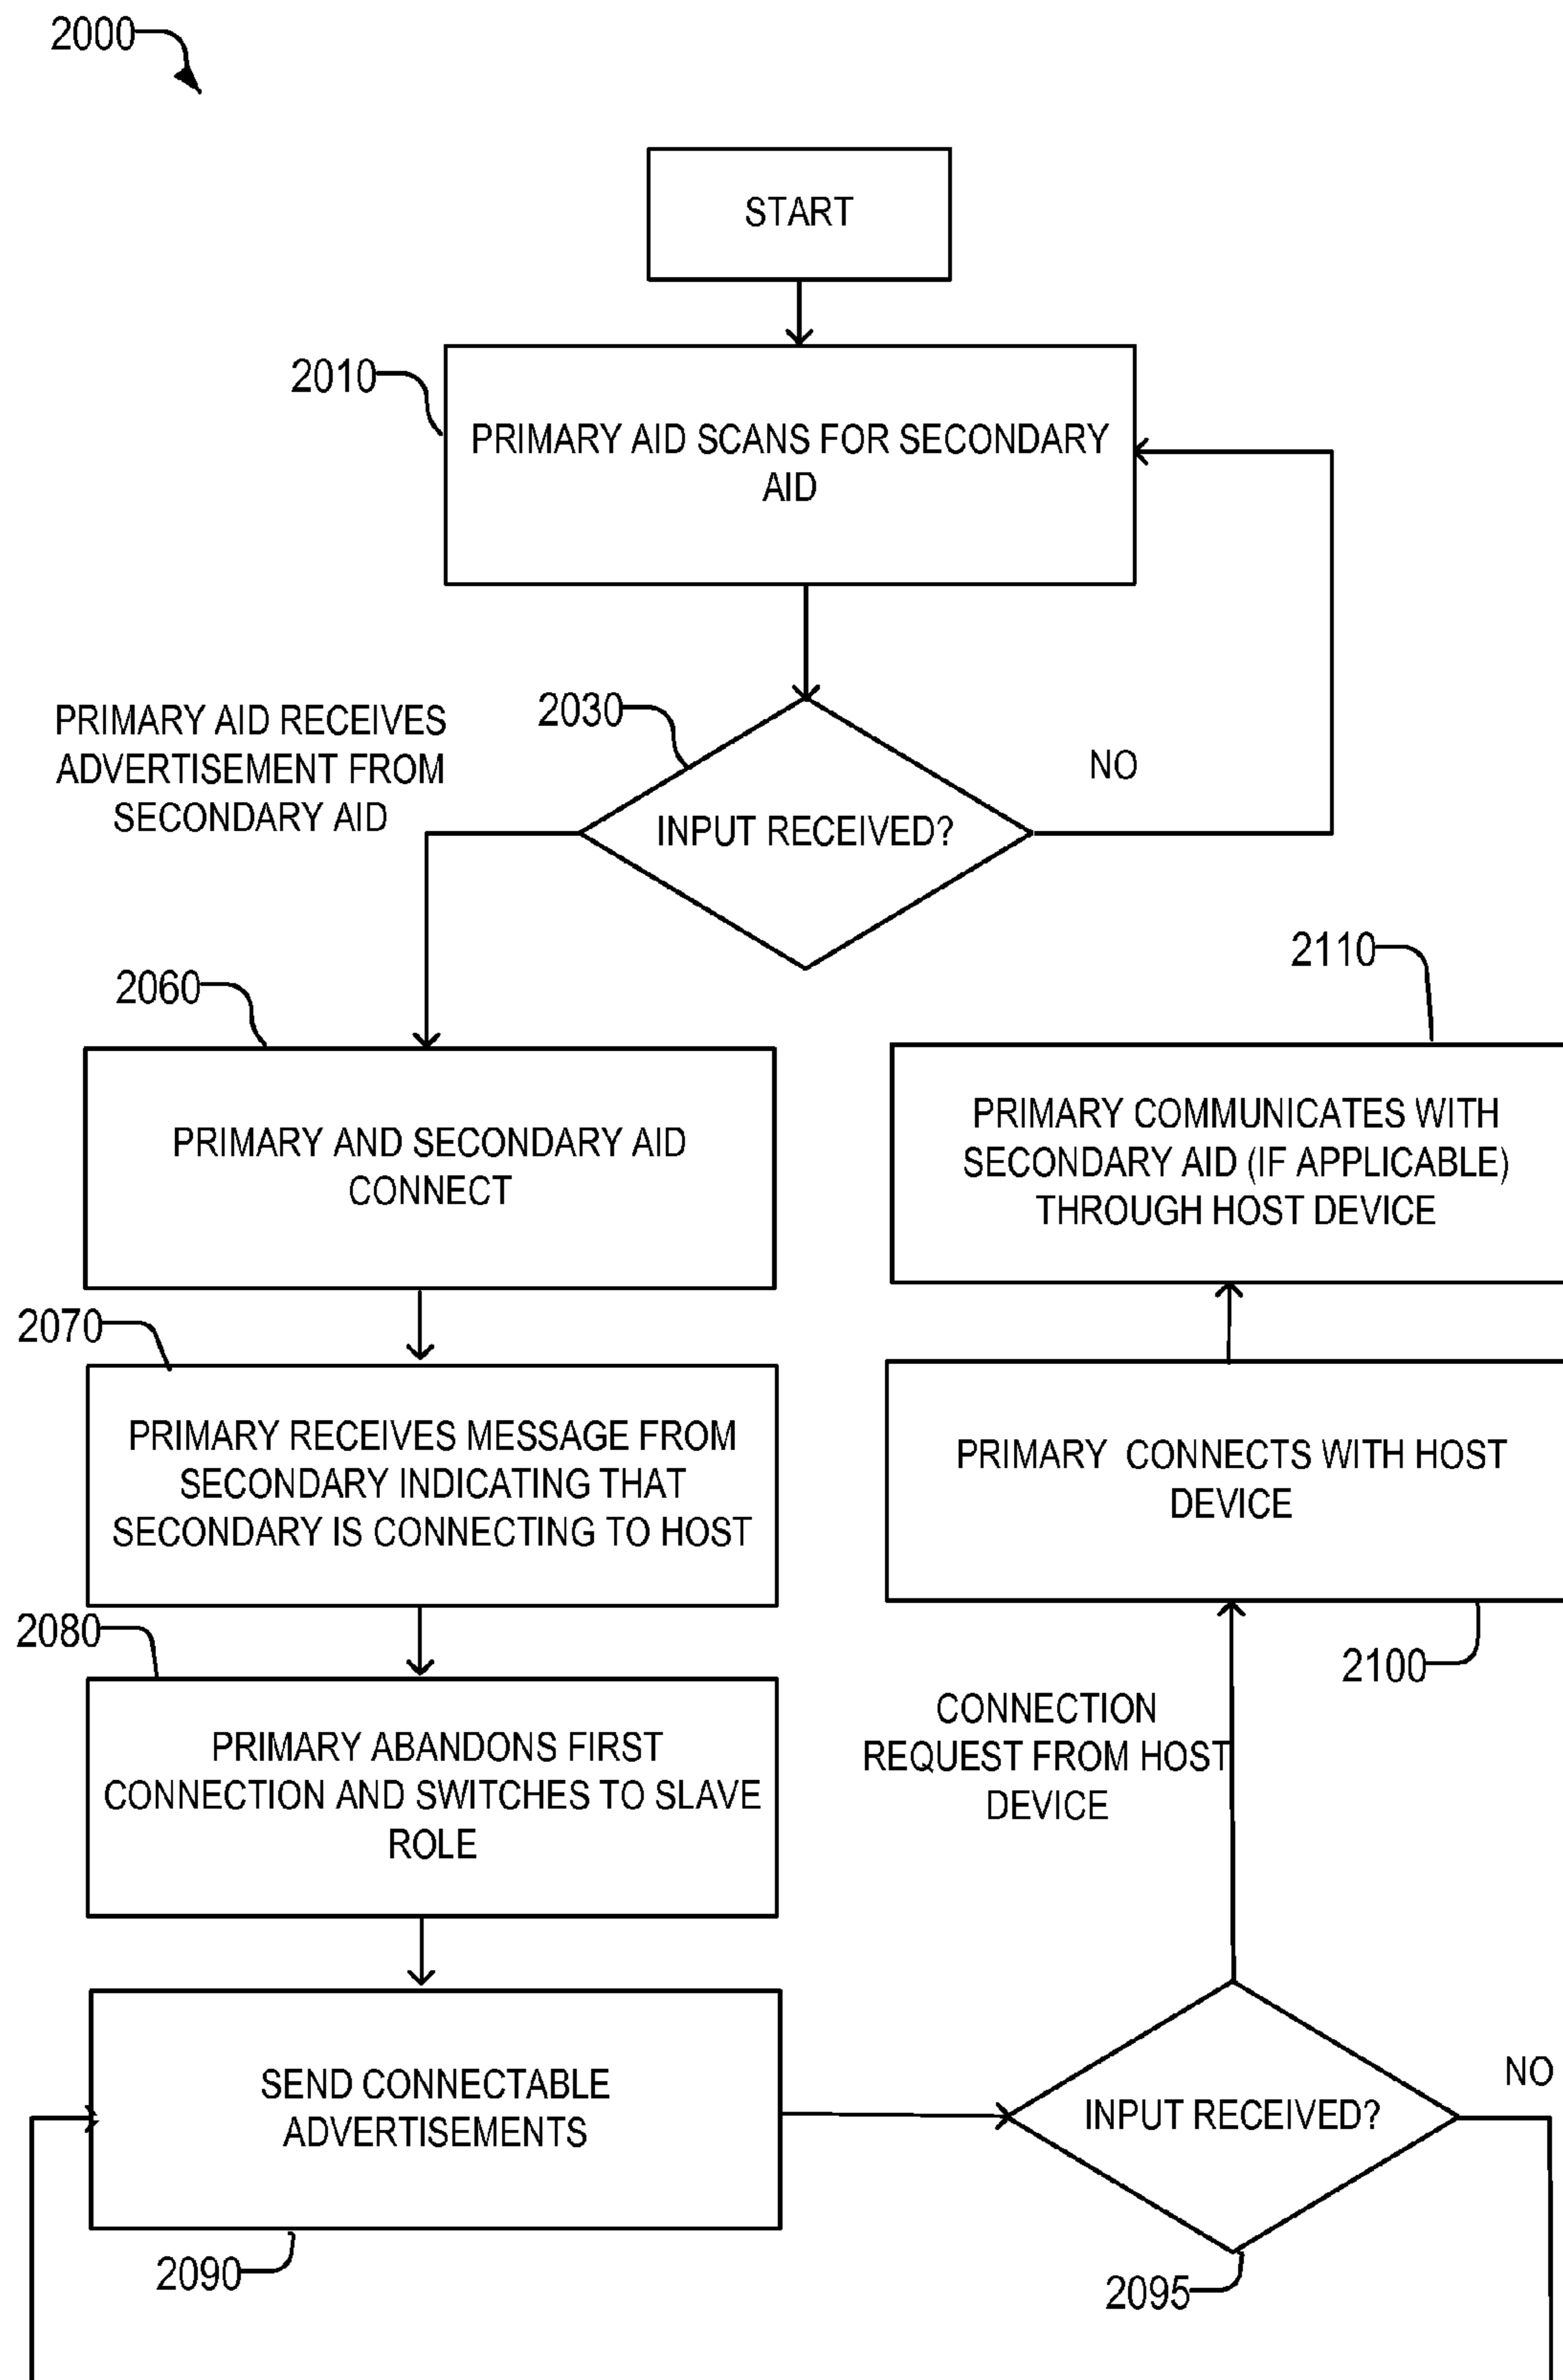 2000
START
2010
PRIMARY AID SCANS FOR SECONDARY
AID
PRIMARY AID RECEIVES
ADVERTISEMENT FROM
SECONDARY AID
2030
INPUT RECEIVED?
NO
2060
PRIMARY AND SECONDARY AID
CONNECT
2110
PRIMARY COMMUNICATES WITH
SECONDARY AID (IF APPLICABLE)
THROUGH HOST DEVICE
2070
PRIMARY RECEIVES MESSAGE FROM
SECONDARY INDICATING THAT
SECONDARY IS CONNECTING TO HOST
PRIMARY CONNECTS WITH HOST
DEVICE
2100
2080
PRIMARY ABANDONS FIRST
CONNECTION AND SWITCHES TO SLAVE
ROLE
CONNECTION
REQUEST FROM HOST
DEVICE
SEND CONNECTABLE
ADVERTISEMENTS
2090
INPUT RECEIVED?
NO
2095